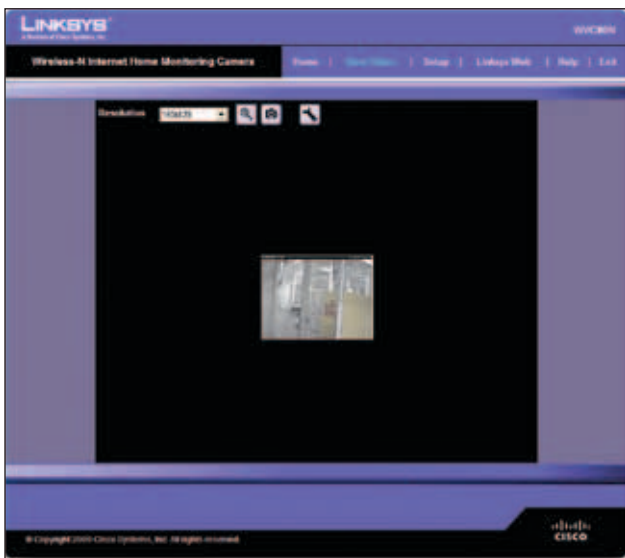 LINKSYS®
A Division of Cisco Systems, Inc.
WVC80N
Wireless-N Internet Home Monitoring Camera
Home | View Video | Setup | Linksys Web | Help | Exit
Resolution 160x128
© Copyright 2009 Cisco Systems, Inc. All rights reserved.
CISCO